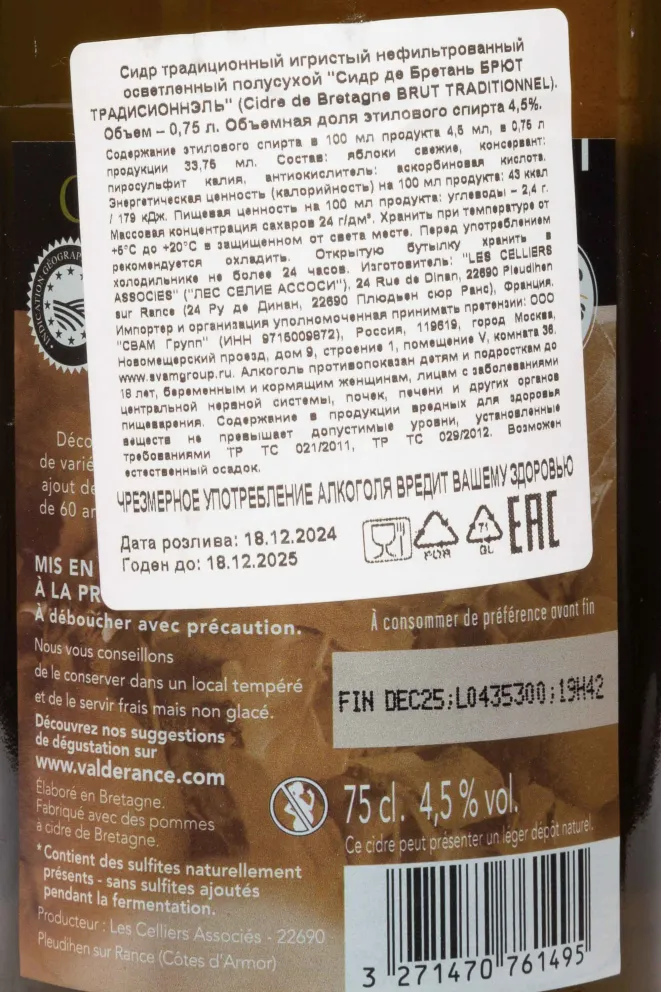 Сидр традиционный игристый нефильтрованный
осветленный полусухой "Сидр де Бретань БРЮТ
ТРАДИСИОННЭЛЬ" (Cidre de Bretagne BRUT TRADITIONNEL).
Объем – 0,75 л. Объемная доля этилового спирта 4,5%.
Содержание этилового спирта в 100 мл продукта 4,5 мл, в 0,75 л
продукции 33,75 мл. Состав: яблоки свежие, консервант:
пиросульфит калия, антиокислитель: аскорбиновая кислота.
Энергетическая ценность (калорийность) на 100 мл продукта: 43 ккал
/ 179 кДж. Пищевая ценность на 100 мл продукта: углеводы – 2,4 г.
Массовая концентрация сахаров 24 г/дм³. Хранить при температуре от
+5°C до +20°C в защищенном от света месте. Перед употреблением
рекомендуется охладить. Открытую бутылку хранить в
холодильнике не более 24 часов. Изготовитель: "LES CELLIERS
ASSOCIES" ("ЛЕС СЕЛИЕ АССОСИ"), 24 Rue de Dinan, 22690 Pleudihen
sur Rance (24 Ру де Динан, 22690 Плюдьен сюр Ранс), Франция.
Импортер и организация уполномоченная принимать претензии: ООО
"СВАМ Групп" (ИНН 9715009872), Россия, 119619, город Москва,
Новомещерский проезд, дом 9, строение 1, помещение V, комната 36,
www.svamgroup.ru. Алкоголь противопоказан детям и подросткам до
18 лет, беременным и кормящим женщинам, лицам с заболеваниями
центральной нервной системы, почек, печени и других органов
пищеварения. Содержание в продукции вредных для здоровья
веществ не превышает допустимые уровни, установленные
требованиями ТР ТС 021/2011, ТР ТС 029/2012. Возможен
естественный осадок.
ЧРЕЗМЕРНОЕ УПОТРЕБЛЕНИЕ АЛКОГОЛЯ ВРЕДИТ ВАШЕМУ ЗДОРОВЬЮ
Дата розлива: 18.12.2024
Годен до: 18.12.2025
FOR
71
GL
EAC
INDICATION GÉOGRAP
Déco
de varié
ajout de
de 60 ar
MIS EN
À LA PR
À déboucher avec précaution.
Nous vous conseillons
de le conserver dans un local tempéré
et de le servir frais mais non glacé.
Découvrez nos suggestions
de dégustation sur
www.valderance.com
Élaboré en Bretagne.
Fabriqué avec des pommes
à cidre de Bretagne.
*Contient des sulfites naturellement
présents - sans sulfites ajoutés
pendant la fermentation.
Producteur : Les Celliers Associés - 22690
Pleudihen sur Rance (Côtes d'Armor)
À consommer de préférence avant fin
FIN DEC25;L0435300;19H42
75 cl. 4,5 % vol.
Ce cidre peut présenter un léger dépôt naturel.
3 271470 761495